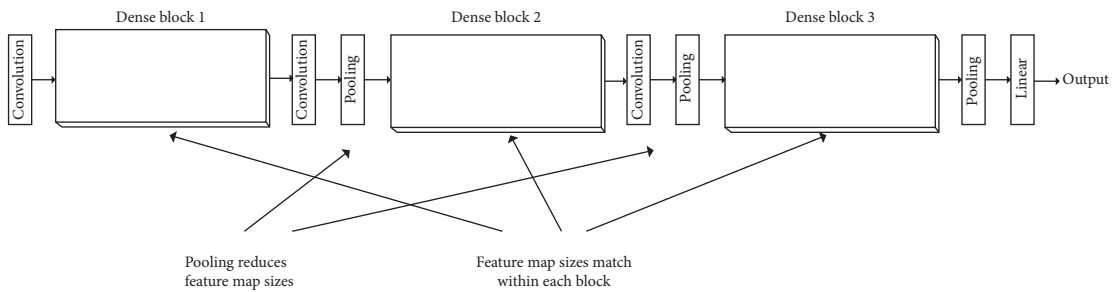 Dense block 1
Dense block 2
Dense block 3
Convolution
Convolution
Pooling
Convolution
Pooling
Pooling
Linear
Output
Pooling reduces
feature map sizes
Feature map sizes match
within each block